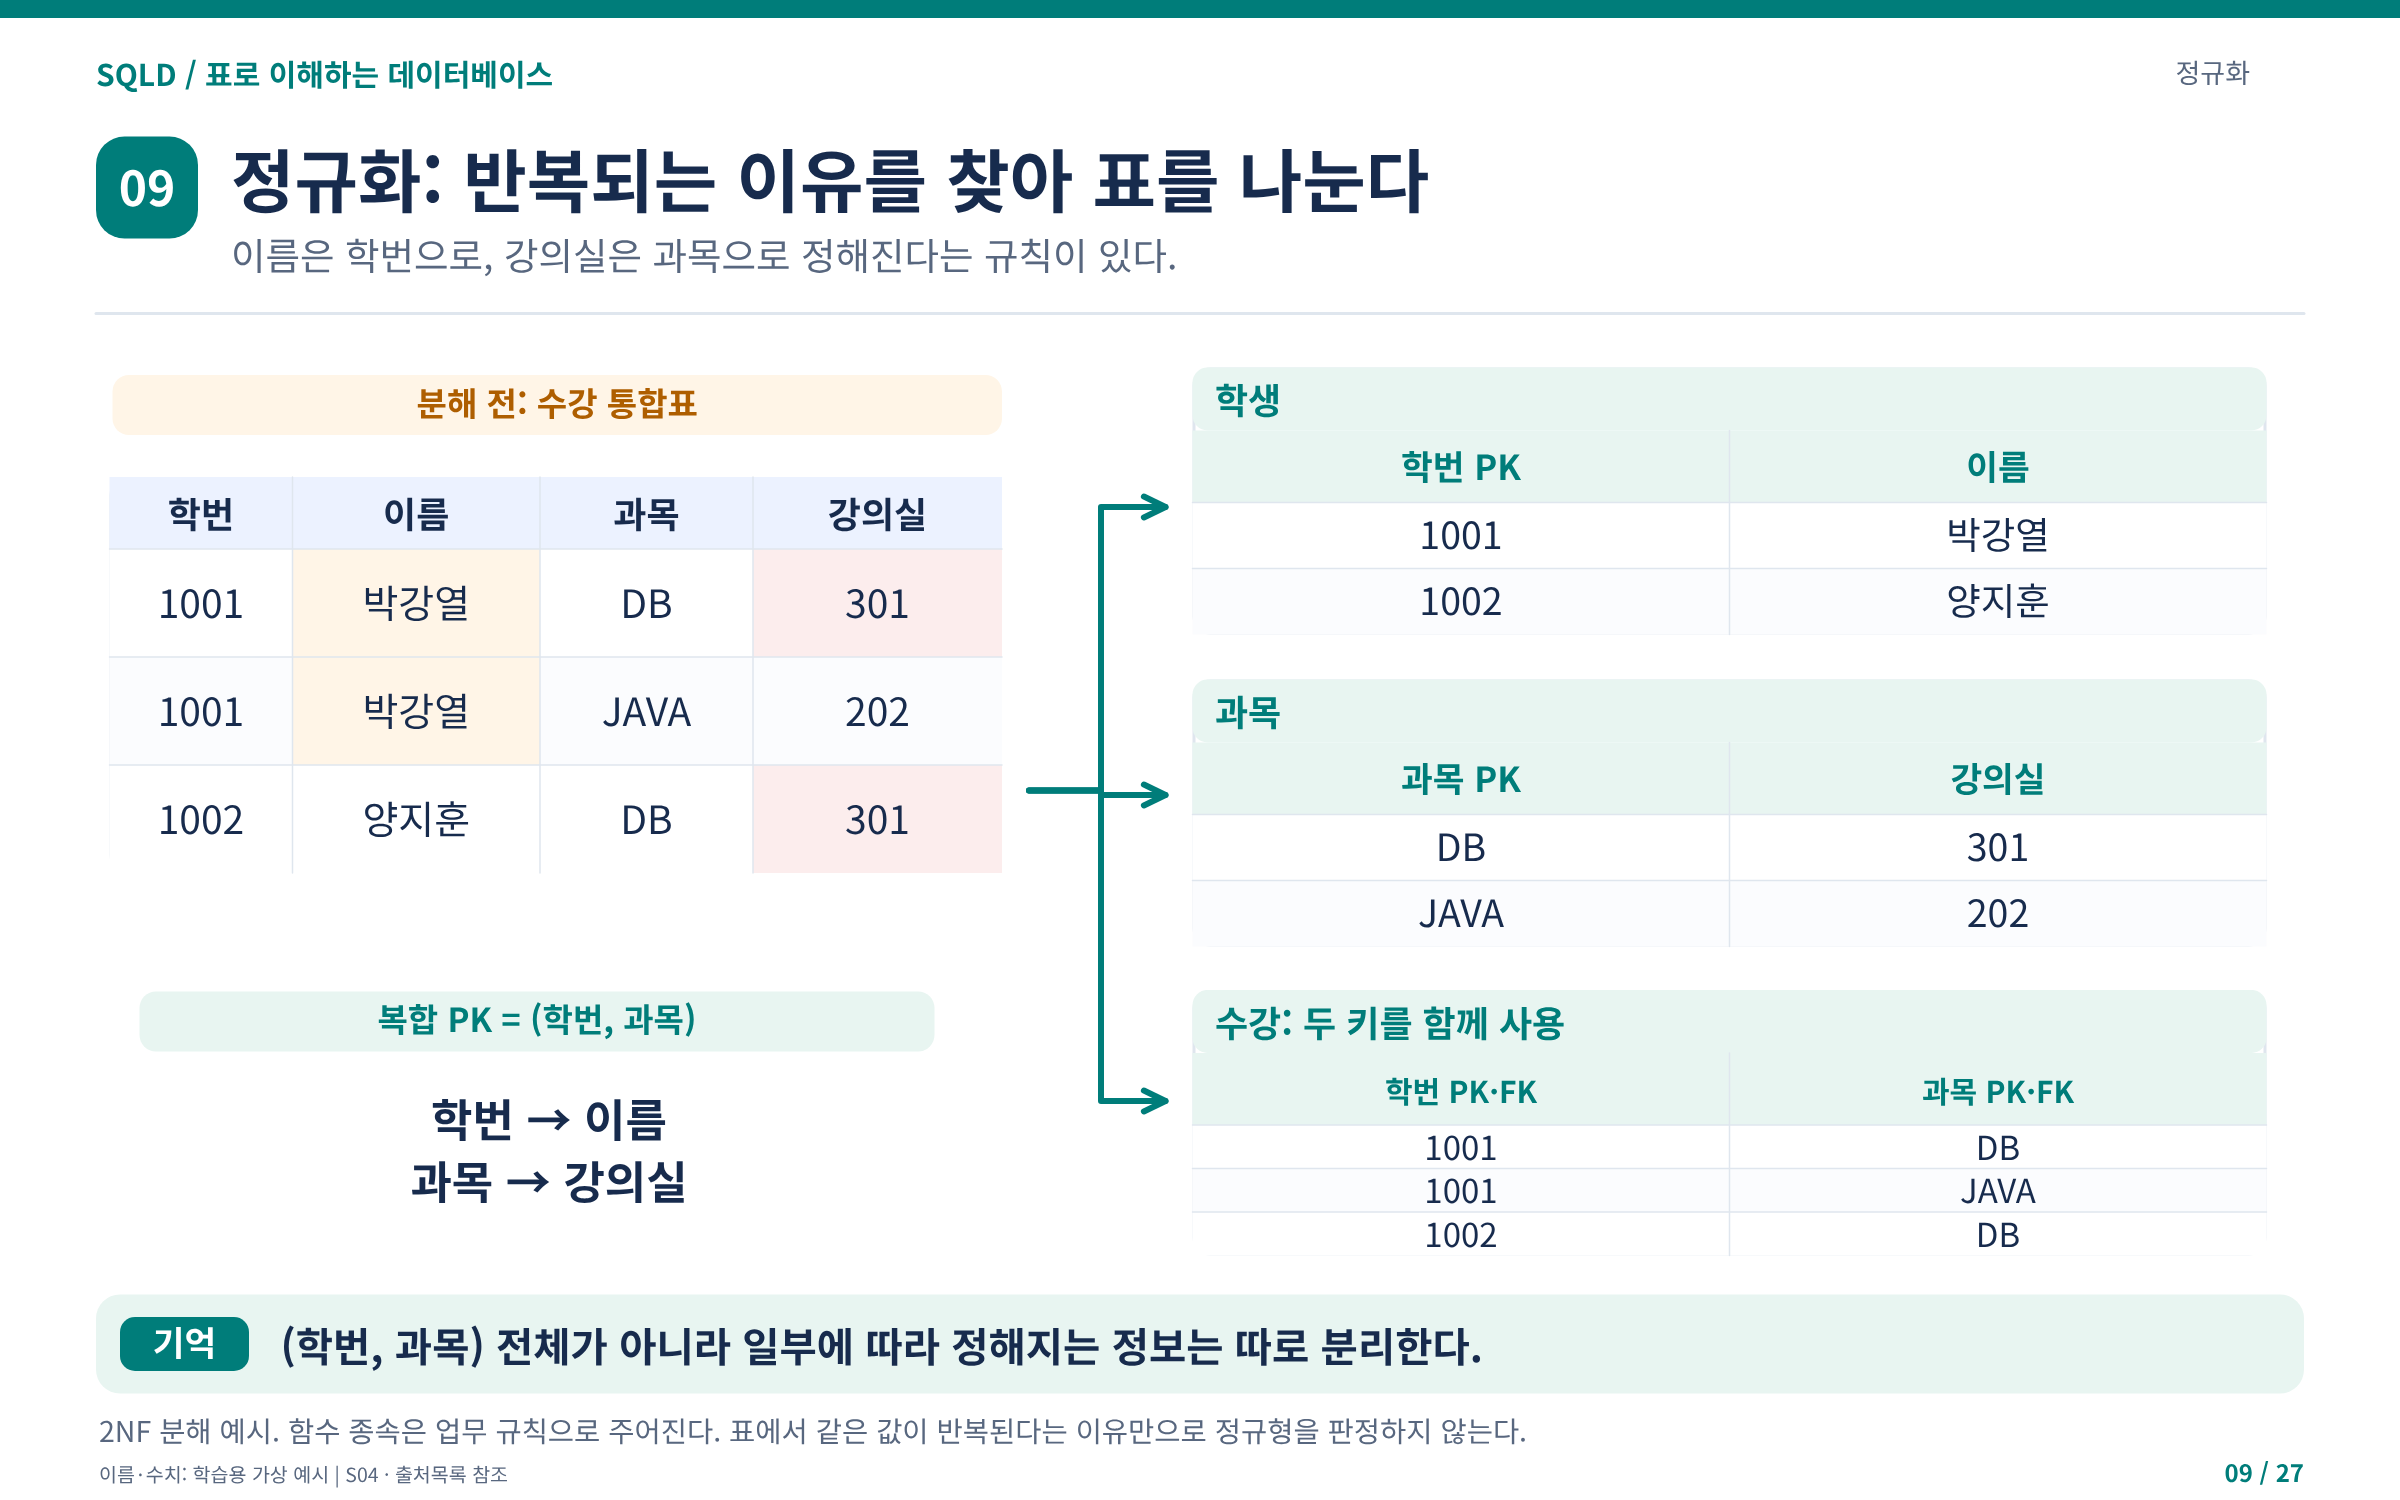 SQLD / 표로 이해하는 데이터베이스
정규화
09
정규화: 반복되는 이유를 찾아 표를 나눈다
이름은 학번으로, 강의실은 과목으로 정해진다는 규칙이 있다.
분해 전: 수강 통합표
학번 이름 과목 강의실
1001 박강열 DB 301
1001 박강열 JAVA 202
1002 양지훈 DB 301
복합 PK = (학번, 과목)
학번 → 이름
과목 → 강의실
학생
학번 PK 이름
1001 박강열
1002 양지훈
과목
과목 PK 강의실
DB 301
JAVA 202
수강: 두 키를 함께 사용
학번 PK·FK 과목 PK·FK
1001 DB
1001 JAVA
1002 DB
기억 (학번, 과목) 전체가 아니라 일부에 따라 정해지는 정보는 따로 분리한다.
2NF 분해 예시. 함수 종속은 업무 규칙으로 주어진다. 표에서 같은 값이 반복된다는 이유만으로 정규형을 판정하지 않는다.
이름·수치: 학습용 가상 예시 | S04 · 출처목록 참조
09 / 27